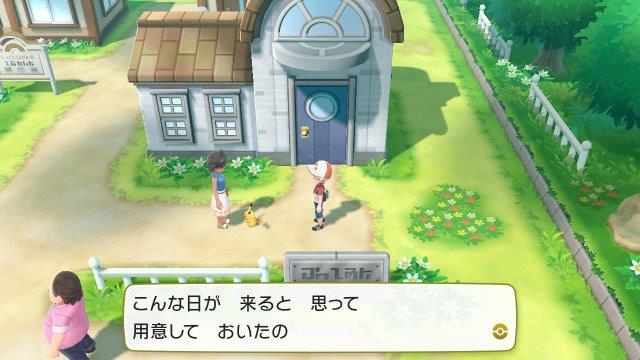 こんな日が　来ると　思って
用意して　おいたの